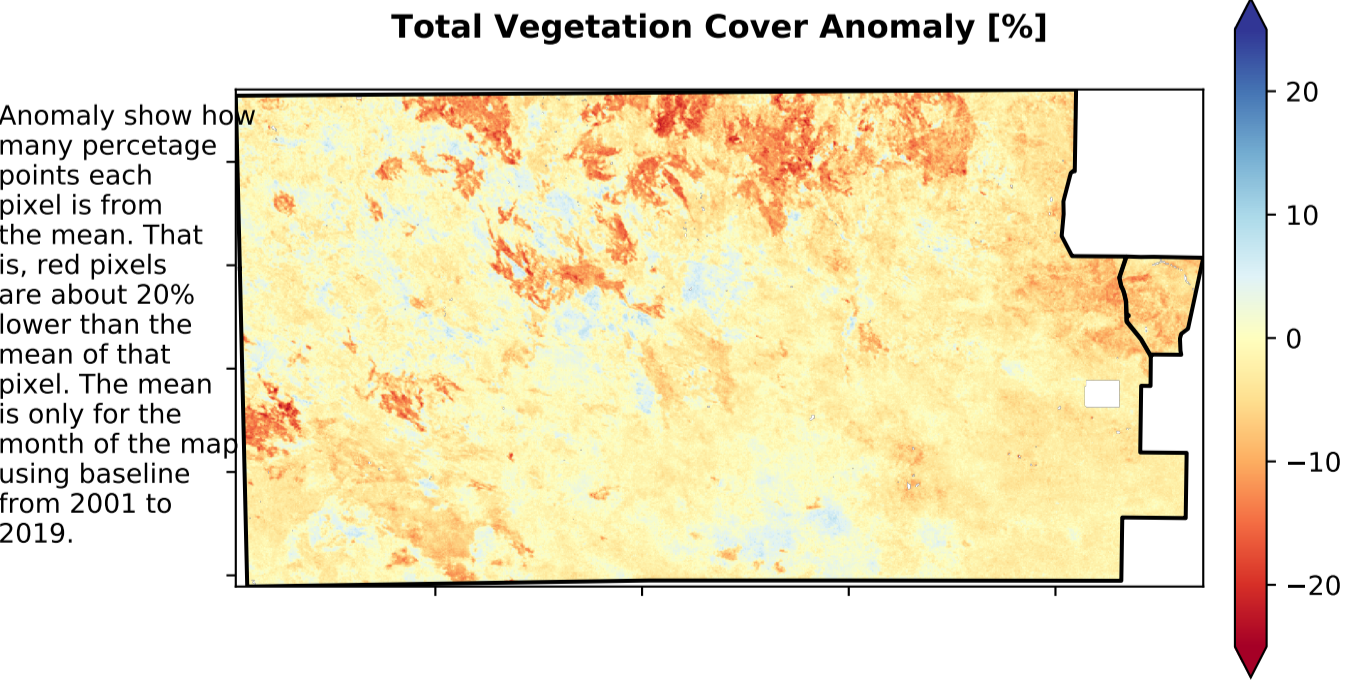 Total Vegetation Cover Anomaly [%]
Anomaly show how
many percetage
points each
pixel is from
the mean. That
is, red pixels
are about 20%
lower than the
mean of that
pixel. The mean
is only for the
month of the map
using baseline
from 2001 to
2019.
20
10
0
−10
−20